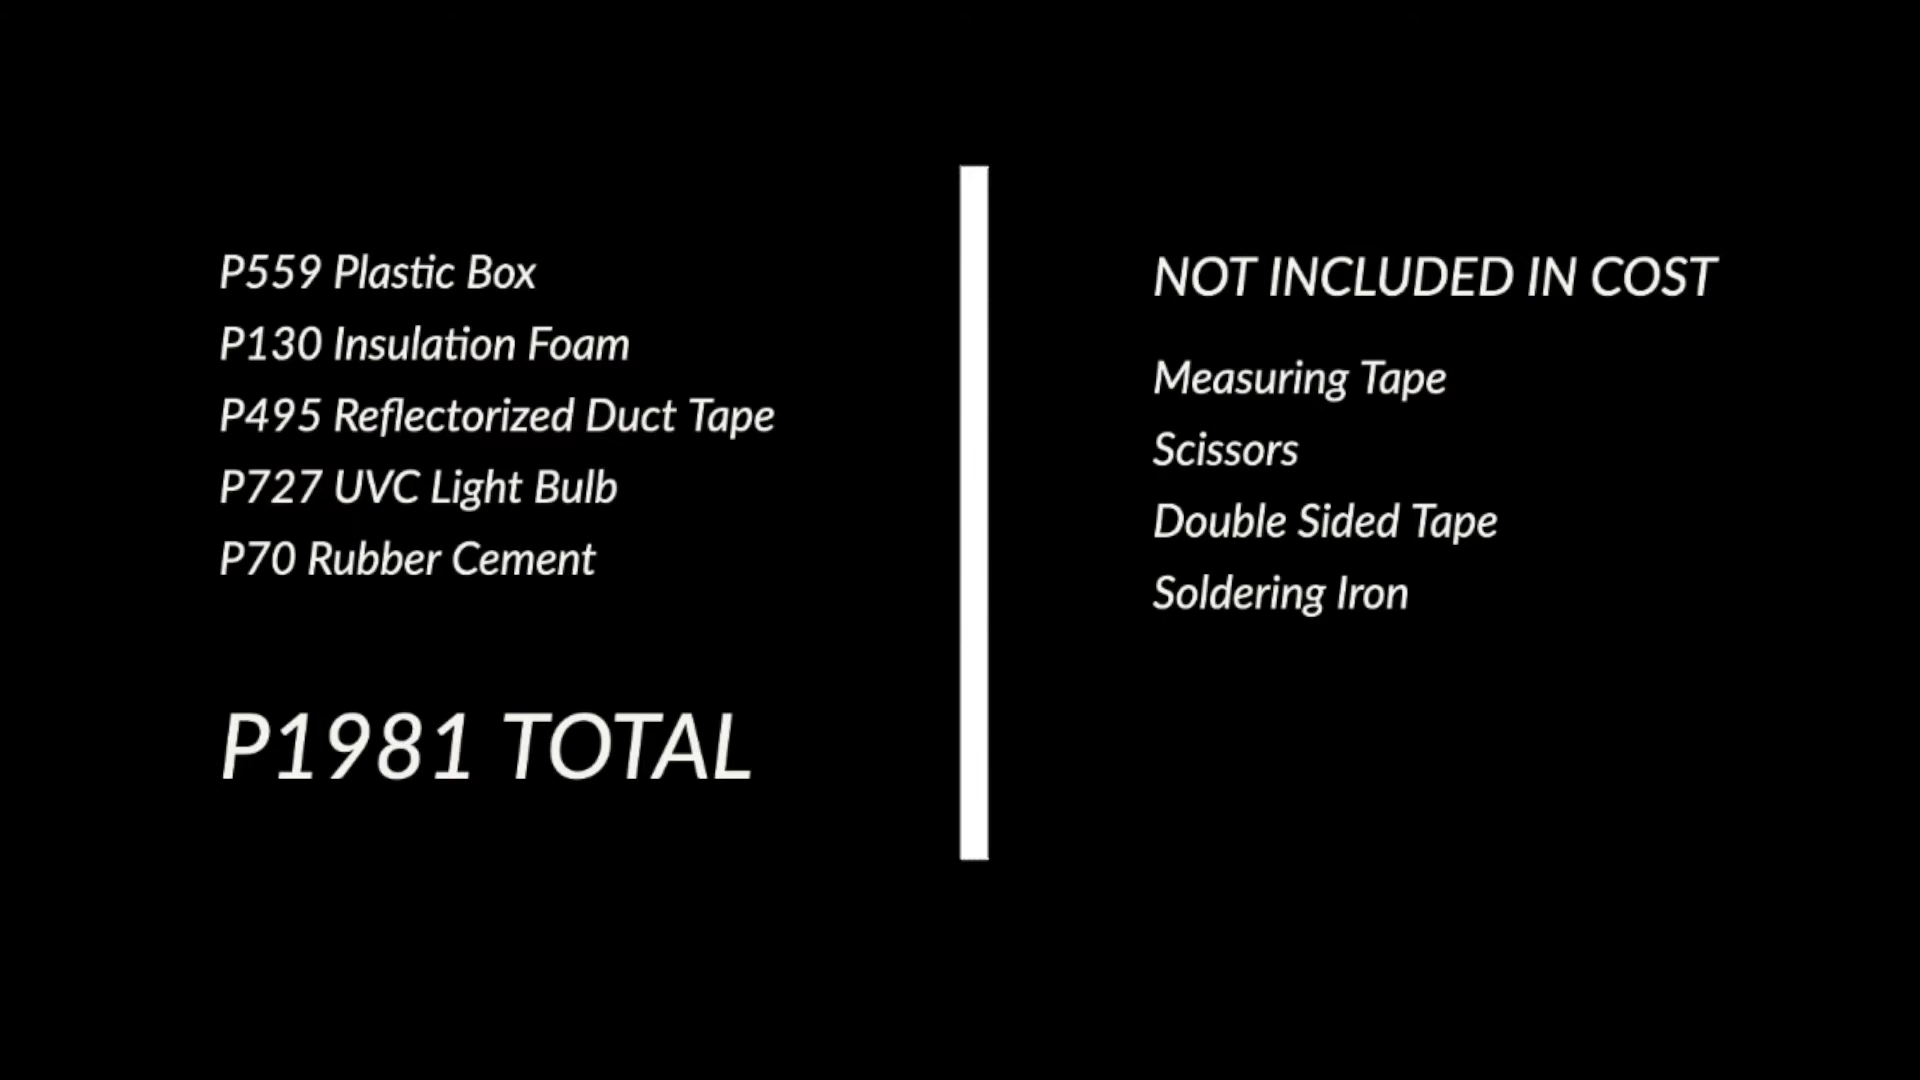 P559 Plastic Box
P130 Insulation Foam
P495 Reflectorized Duct Tape
P727 UVC Light Bulb
P70 Rubber Cement
P1981 TOTAL
NOT INCLUDED IN COST
Measuring Tape
Scissors
Double Sided Tape
Soldering Iron